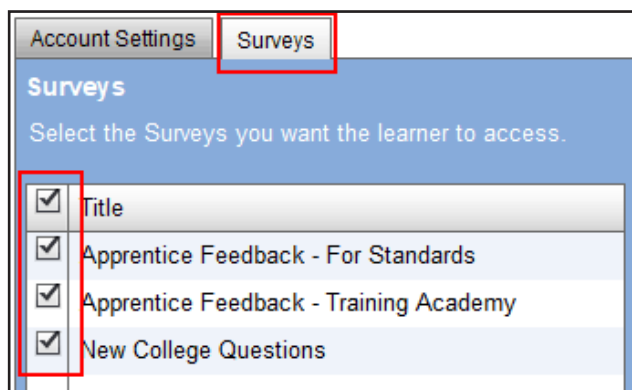 Account Settings
Surveys
Surveys
Select the Surveys you want the learner to access.
Title
Apprentice Feedback - For Standards
Apprentice Feedback - Training Academy
New College Questions